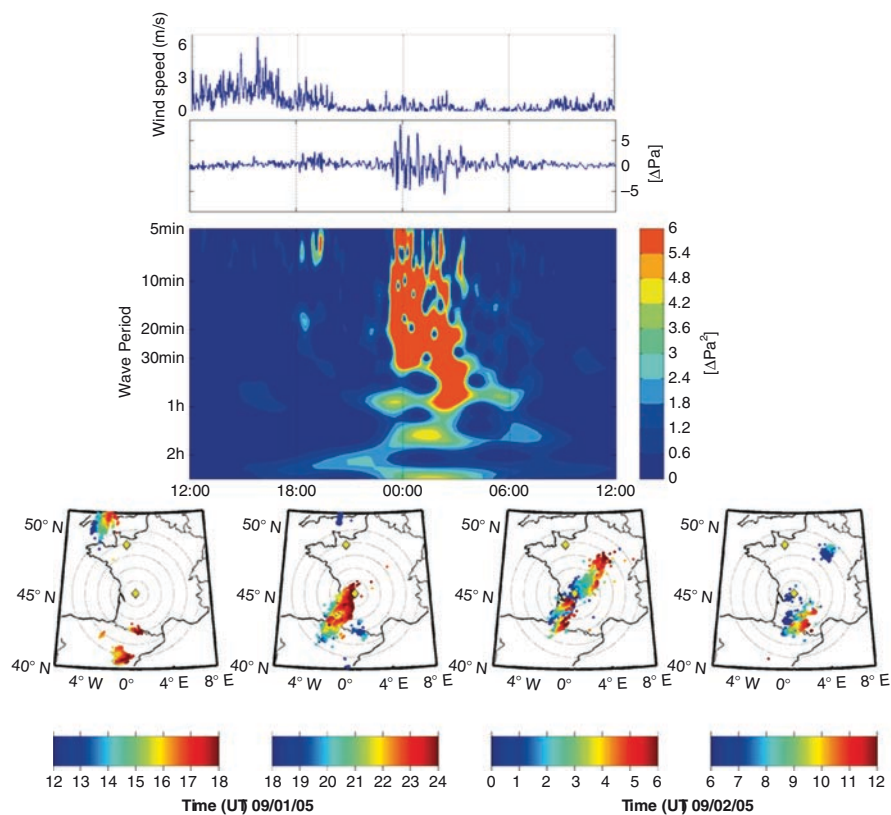 Wind speed (m/s)
6
3
0
5
0
−5
[ΔPa]
Wave Period
5min
10min
20min
30min
1h
2h
12:00 18:00 00:00 06:00 12:00
6
5.4
4.8
4.2
3.6
3
2.4
1.8
1.2
0.6
0
[ΔPa²]
50° N 50° N 50° N 50° N
45° N 45° N 45° N 45° N
40° N 40° N 40° N 40° N
4° W 0° 4° E 8° E 4° W 0° 4° E 8° E 4° W 0° 4° E 8° E 4° W 0° 4° E 8° E
12 13 14 15 16 17 18 18 19 20 21 22 23 24 0 1 2 3 4 5 6 6 7 8 9 10 11 12
Time (UT) 09/01/05 Time (UT) 09/02/05